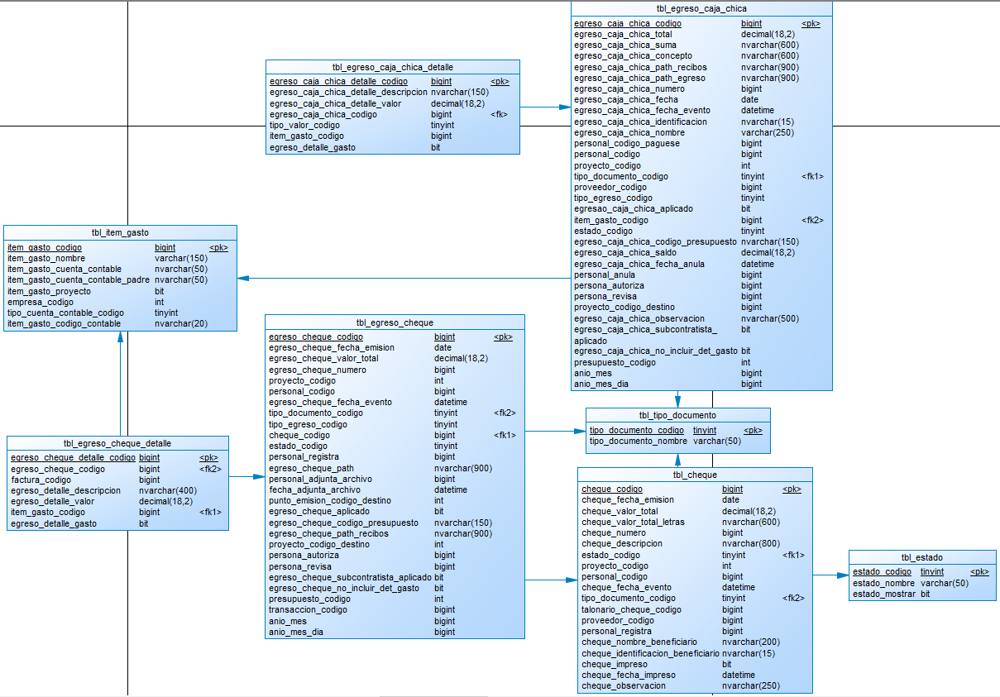 tbl_egreso_caja_chica
egreso_caja_chica_codigo bigint <pk>
egreso_caja_chica_total decimal(18,2)
egreso_caja_chica_suma nvarchar(600)
egreso_caja_chica_concepto nvarchar(600)
egreso_caja_chica_path_recibos nvarchar(900)
egreso_caja_chica_path_egreso nvarchar(900)
egreso_caja_chica_numero bigint
egreso_caja_chica_fecha date
egreso_caja_chica_fecha_evento datetime
egreso_caja_chica_identificacion nvarchar(15)
egreso_caja_chica_nombre varchar(250)
personal_codigo_paguese bigint
personal_codigo bigint
proyecto_codigo int
tipo_documento_codigo tinyint <fk1>
proveedor_codigo bigint
tipo_egreso_codigo tinyint
egresao_caja_chica_aplicado bit
item_gasto_codigo bigint <fk2>
estado_codigo tinyint
egreso_caja_chica_codigo_presupuesto nvarchar(150)
egreso_caja_chica_saldo decimal(18,2)
egreso_caja_chica_fecha_anula datetime
personal_anula bigint
persona_autoriza bigint
persona_revisa bigint
proyecto_codigo_destino bigint
egreso_caja_chica_observacion nvarchar(500)
egreso_caja_chica_subcontratista_ bit
aplicado
egreso_caja_chica_no_incluir_det_gasto bit
presupuesto_codigo int
anio_mes bigint
anio_mes_dia bigint
tbl_egreso_caja_chica_detalle
egreso_caja_chica_detalle_codigo bigint <pk>
egreso_caja_chica_detalle_descripcion nvarchar(150)
egreso_caja_chica_detalle_valor decimal(18,2)
egreso_caja_chica_codigo bigint <fk>
tipo_valor_codigo tinyint
item_gasto_codigo bigint
egreso_detalle_gasto bit
tbl_item_gasto
item_gasto_codigo bigint <pk>
item_gasto_nombre varchar(150)
item_gasto_cuenta_contable nvarchar(50)
item_gasto_cuenta_contable_padre nvarchar(50)
item_gasto_proyecto bit
empresa_codigo int
tipo_cuenta_contable_codigo tinyint
item_gasto_codigo_contable nvarchar(20)
tbl_egreso_cheque
egreso_cheque_codigo bigint <pk>
egreso_cheque_fecha_emision date
egreso_cheque_valor_total decimal(18,2)
egreso_cheque_numero bigint
proyecto_codigo int
personal_codigo bigint
egreso_cheque_fecha_evento datetime
tipo_documento_codigo tinyint <fk2>
tipo_egreso_codigo tinyint
cheque_codigo bigint <fk1>
estado_codigo tinyint
personal_registra bigint
egreso_cheque_path nvarchar(900)
personal_adjunta_archivo bigint
fecha_adjunta_archivo datetime
punto_emision_codigo_destino int
egreso_cheque_aplicado bit
egreso_cheque_codigo_presupuesto nvarchar(150)
egreso_cheque_path_recibos nvarchar(900)
proyecto_codigo_destino int
persona_autoriza bigint
persona_revisa bigint
egreso_cheque_subcontratista_aplicado bit
egreso_cheque_no_incluir_det_gasto bit
presupuesto_codigo int
transaccion_codigo bigint
anio_mes bigint
anio_mes_dia bigint
tbl_tipo_documento
tipo_documento_codigo tinyint <pk>
tipo_documento_nombre varchar(50)
tbl_egreso_cheque_detalle
egreso_cheque_detalle_codigo bigint <pk>
egreso_cheque_codigo bigint <fk2>
factura_codigo bigint
egreso_detalle_descripcion nvarchar(400)
egreso_detalle_valor decimal(18,2)
item_gasto_codigo bigint <fk1>
egreso_detalle_gasto bit
tbl_cheque
cheque_codigo bigint <pk>
cheque_fecha_emision date
cheque_valor_total decimal(18,2)
cheque_valor_total_letras nvarchar(600)
cheque_numero bigint
cheque_descripcion nvarchar(800)
estado_codigo tinyint <fk1>
proyecto_codigo int
personal_codigo bigint
cheque_fecha_evento datetime
tipo_documento_codigo tinyint <fk2>
talonario_cheque_codigo bigint
proveedor_codigo bigint
personal_registra bigint
cheque_nombre_beneficiario nvarchar(200)
cheque_identificacion_beneficiario nvarchar(15)
cheque_impreso bit
cheque_fecha_impreso datetime
cheque_observacion nvarchar(250)
tbl_estado
estado_codigo tinyint <pk>
estado_nombre varchar(50)
estado_mostrar bit